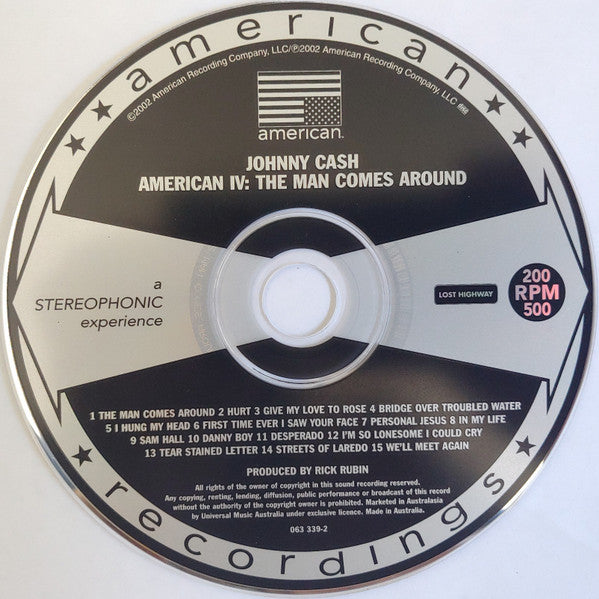 american
©2002 American Recording Company, LLC/℗2002 American Recording Company, LLC
american.
JOHNNY CASH
AMERICAN IV: THE MAN COMES AROUND
a
STEREOPHONIC
experience
LOST HIGHWAY
200
RPM
500
1 THE MAN COMES AROUND 2 HURT 3 GIVE MY LOVE TO ROSE 4 BRIDGE OVER TROUBLED WATER
5 I HUNG MY HEAD 6 FIRST TIME EVER I SAW YOUR FACE 7 PERSONAL JESUS 8 IN MY LIFE
9 SAM HALL 10 DANNY BOY 11 DESPERADO 12 I'M SO LONESOME I COULD CRY
13 TEAR STAINED LETTER 14 STREETS OF LAREDO 15 WE'LL MEET AGAIN
PRODUCED BY RICK RUBIN
All rights of the owner of copyright in this sound recording reserved.
Any copying, renting, lending, diffusion, public performance or broadcast of this record
without the authority of the copyright owner is prohibited. Marketed in Australasia
by Universal Music Australia under exclusive licence. Made in Australia.
063 339-2
recordings